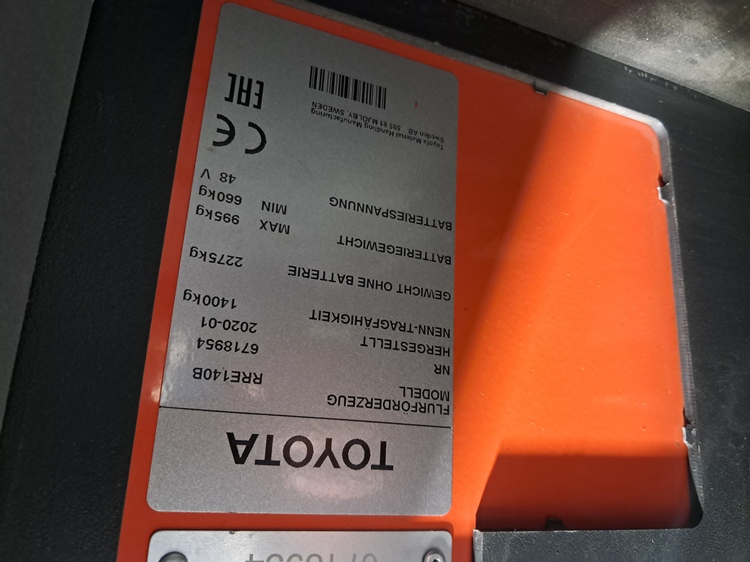 TOYOTA
FLURFÖRDERZEUG
MODELL RRE140B
NR 6718954
HERGESTELLT 2020-01
NENN-TRAGFÄHIGKEIT 1400kg
GEWICHT OHNE BATTERIE 2275kg
BATTERIEGEWICHT MAX 995kg
MIN 660kg
BATTERIESPANNUNG 48 V
Toyota Material Handling Manufacturing
Sweden AB 595 81 MJÖLBY, SWEDEN
CE
EAC